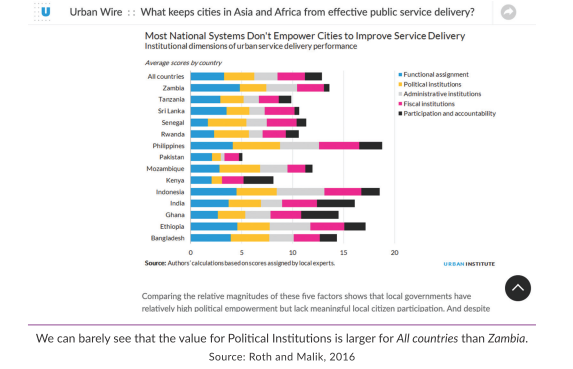 U Urban Wire :: What keeps cities in Asia and Africa from effective public service delivery?
Most National Systems Don't Empower Cities to Improve Service Delivery
Institutional dimensions of urban service delivery performance
Average scores by country
All countries
Zambia
Tanzania
Sri Lanka
Senegal
Rwanda
Philippines
Pakistan
Mozambique
Kenya
Indonesia
India
Ghana
Ethiopia
Bangladesh
Functional assignment
Political institutions
Administrative institutions
Fiscal institutions
Participation and accountability
0 5 10 15 20
Source: Authors' calculations based on scores assigned by local experts.
URBAN INSTITUTE
Comparing the relative magnitudes of these five factors shows that local governments have
relatively high political empowerment but lack meaningful local citizen participation. And despite
We can barely see that the value for Political Institutions is larger for All countries than Zambia.
Source: Roth and Malik, 2016